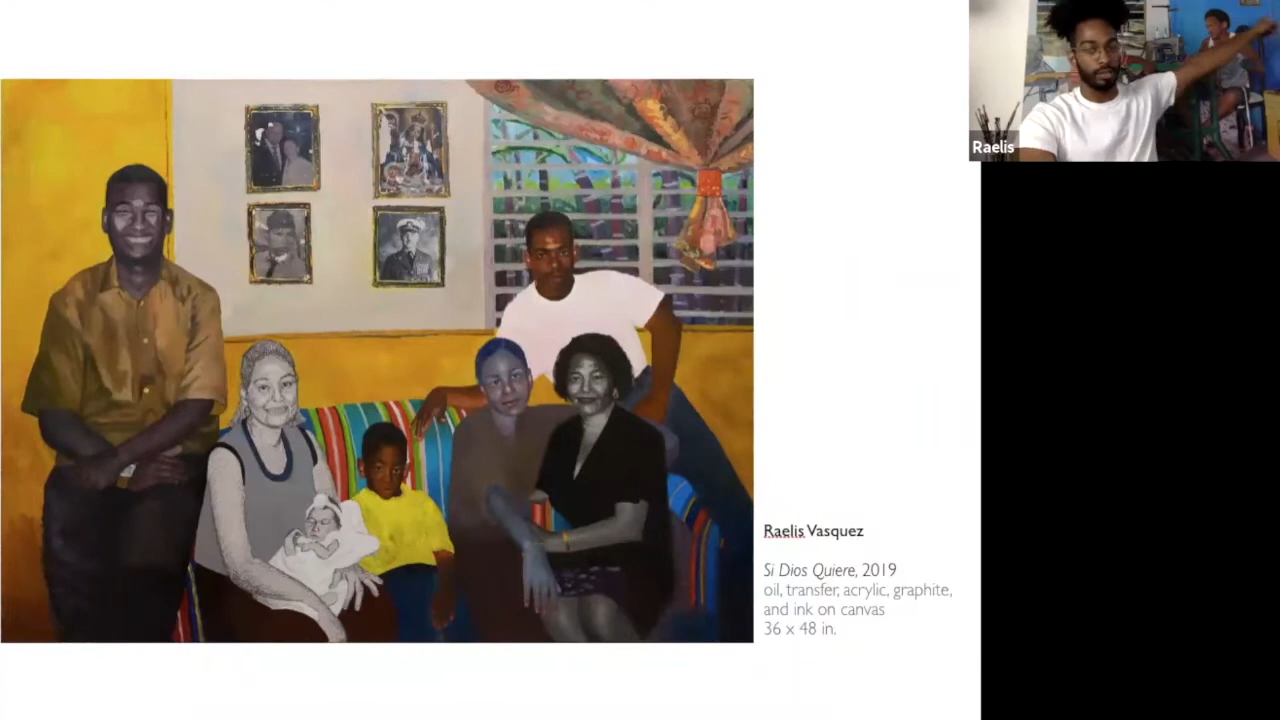 Raelis
Raelis Vasquez
Si Dios Quiere, 2019
oil, transfer, acrylic, graphite,
and ink on canvas
36 x 48 in.